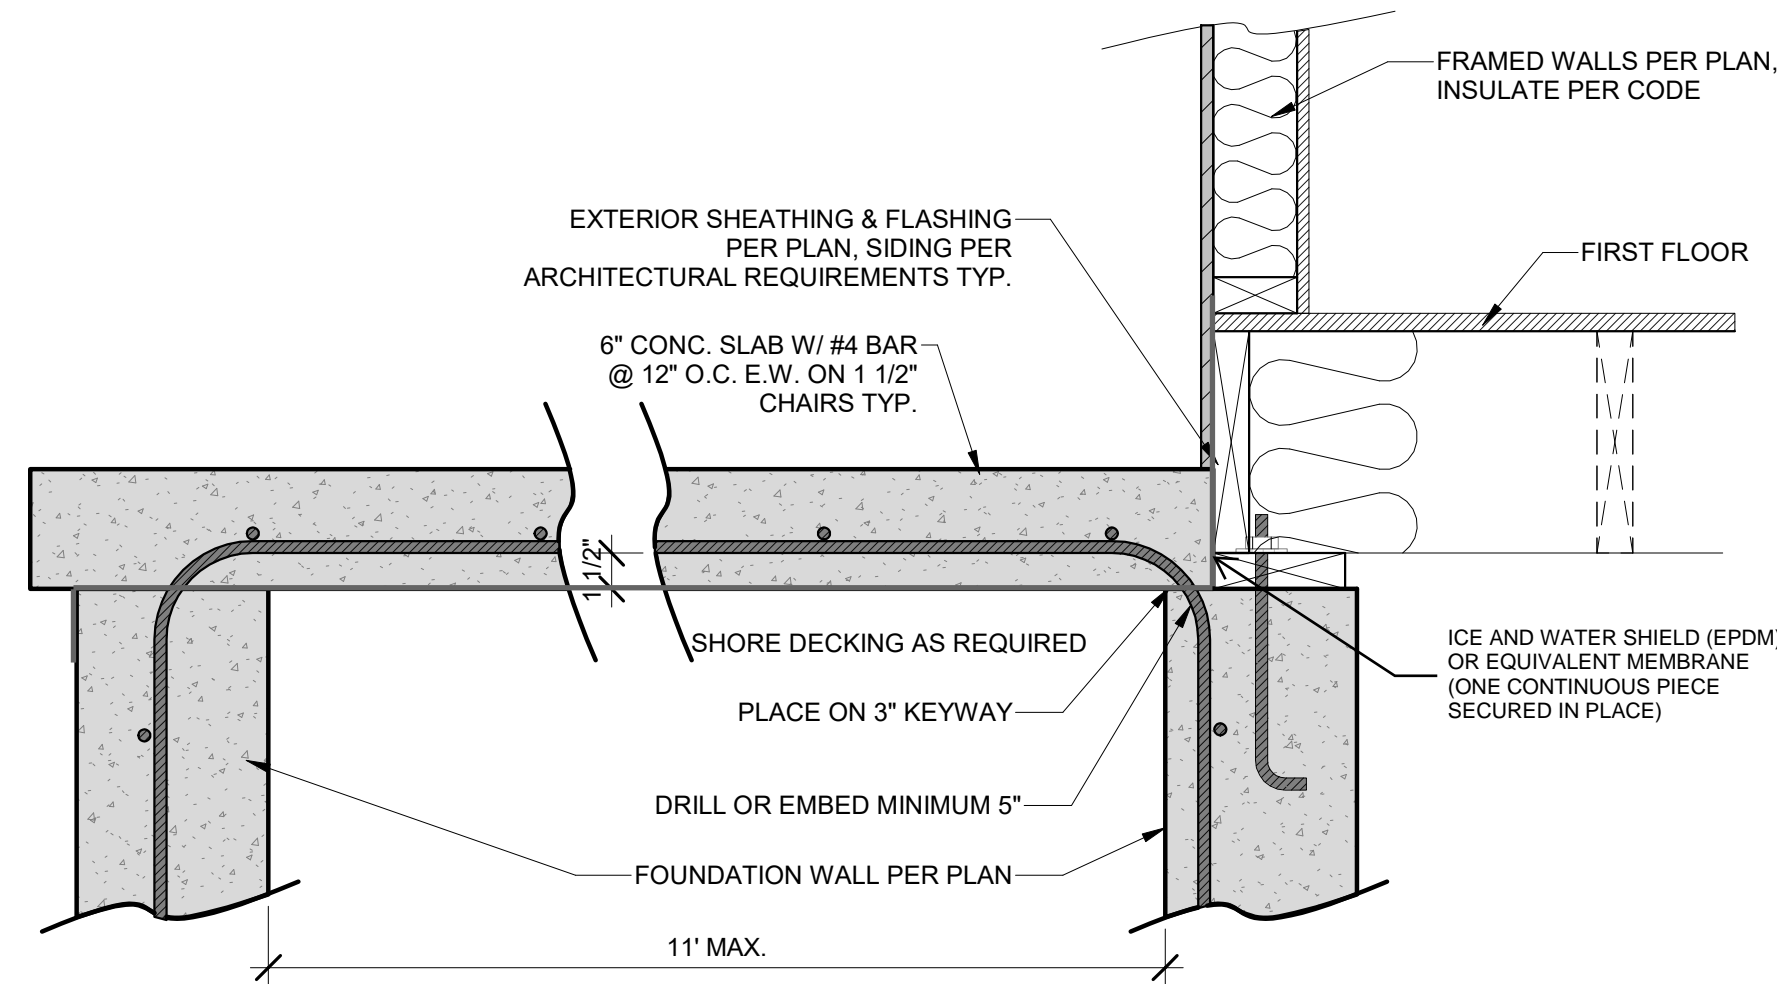 FRAMED WALLS PER PLAN,
INSULATE PER CODE
EXTERIOR SHEATHING & FLASHING
PER PLAN, SIDING PER
ARCHITECTURAL REQUIREMENTS TYP.
FIRST FLOOR
6" CONC. SLAB W/ #4 BAR
@ 12" O.C. E.W. ON 1 1/2"
CHAIRS TYP.
1 1/2"
SHORE DECKING AS REQUIRED
ICE AND WATER SHIELD (EPDM)
OR EQUIVALENT MEMBRANE
(ONE CONTINUOUS PIECE
SECURED IN PLACE)
PLACE ON 3" KEYWAY
DRILL OR EMBED MINIMUM 5"
FOUNDATION WALL PER PLAN
11' MAX.